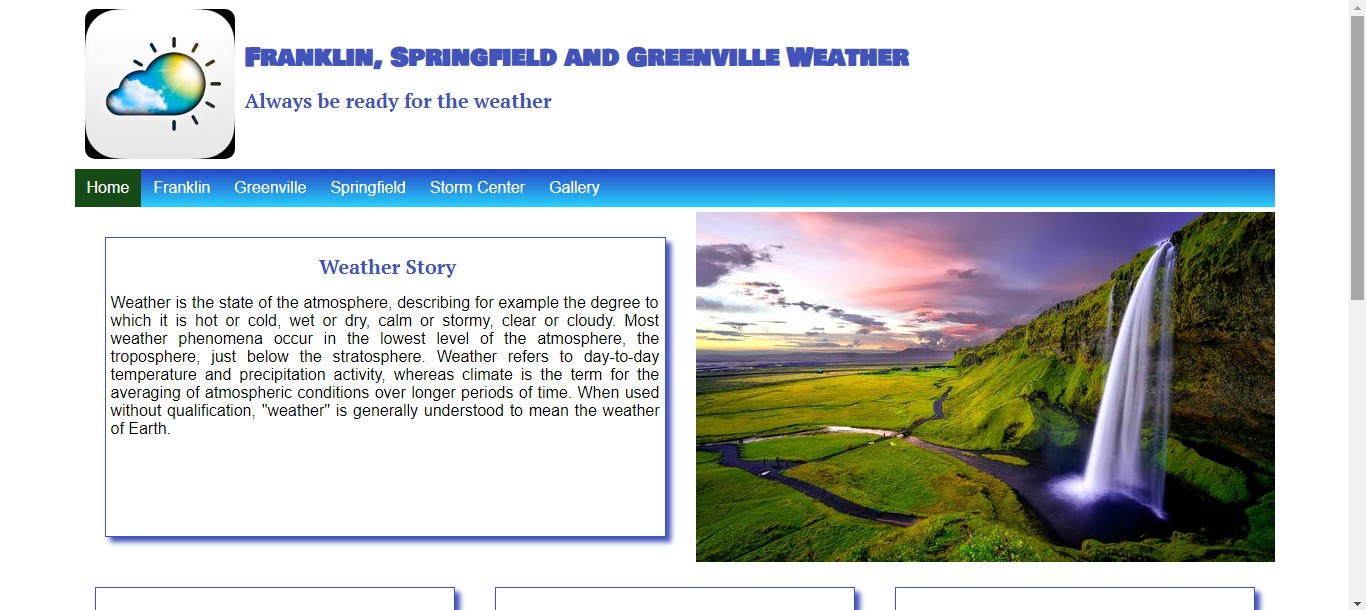 Franklin, Springfield and Greenville Weather
Always be ready for the weather
Home Franklin Greenville Springfield Storm Center Gallery
Weather Story
Weather is the state of the atmosphere, describing for example the degree to
which it is hot or cold, wet or dry, calm or stormy, clear or cloudy. Most
weather phenomena occur in the lowest level of the atmosphere, the
troposphere, just below the stratosphere. Weather refers to day-to-day
temperature and precipitation activity, whereas climate is the term for the
averaging of atmospheric conditions over longer periods of time. When used
without qualification, "weather" is generally understood to mean the weather
of Earth.